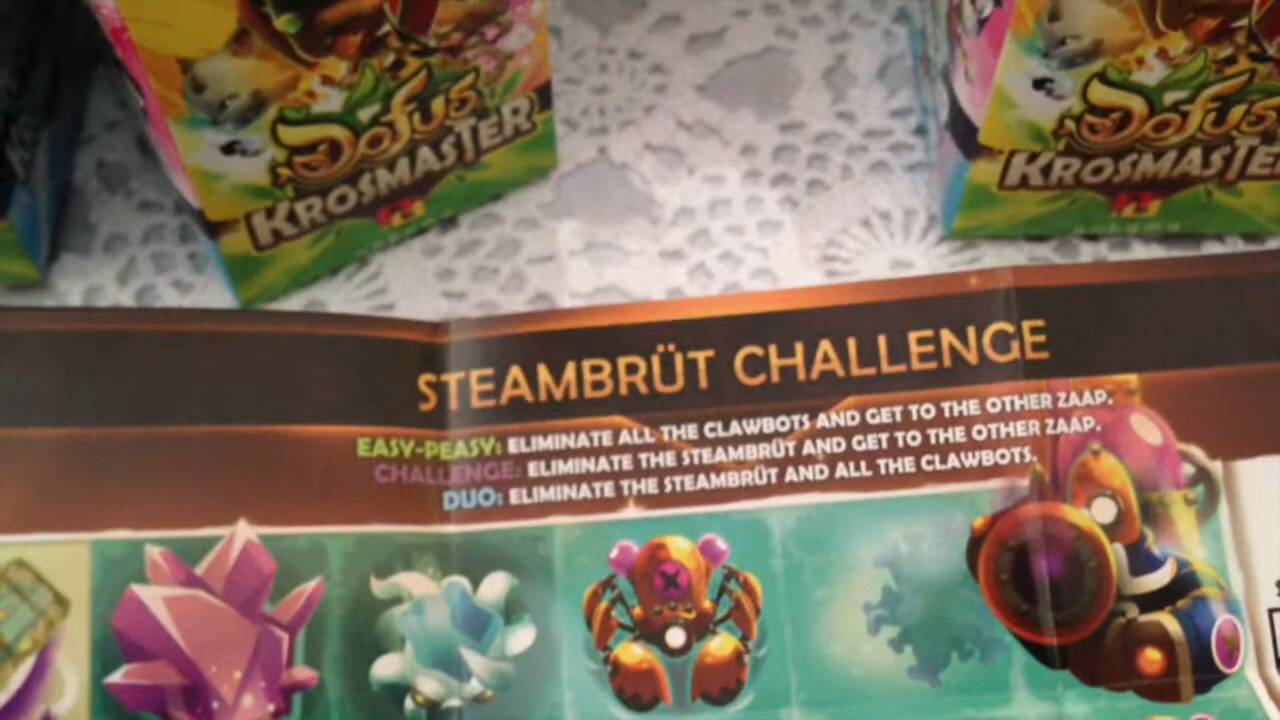 DOFUS
KROSMASTER
DOFUS
KROSMASTE
STEAMBRÜT CHALLENGE
EASY-PEASY: ELIMINATE ALL THE CLAWBOTS AND GET TO THE OTHER ZAAP.
CHALLENGE: ELIMINATE THE STEAMBRÜT AND GET TO THE OTHER ZAAP.
DUO: ELIMINATE THE STEAMBRÜT AND ALL THE CLAWBOTS.